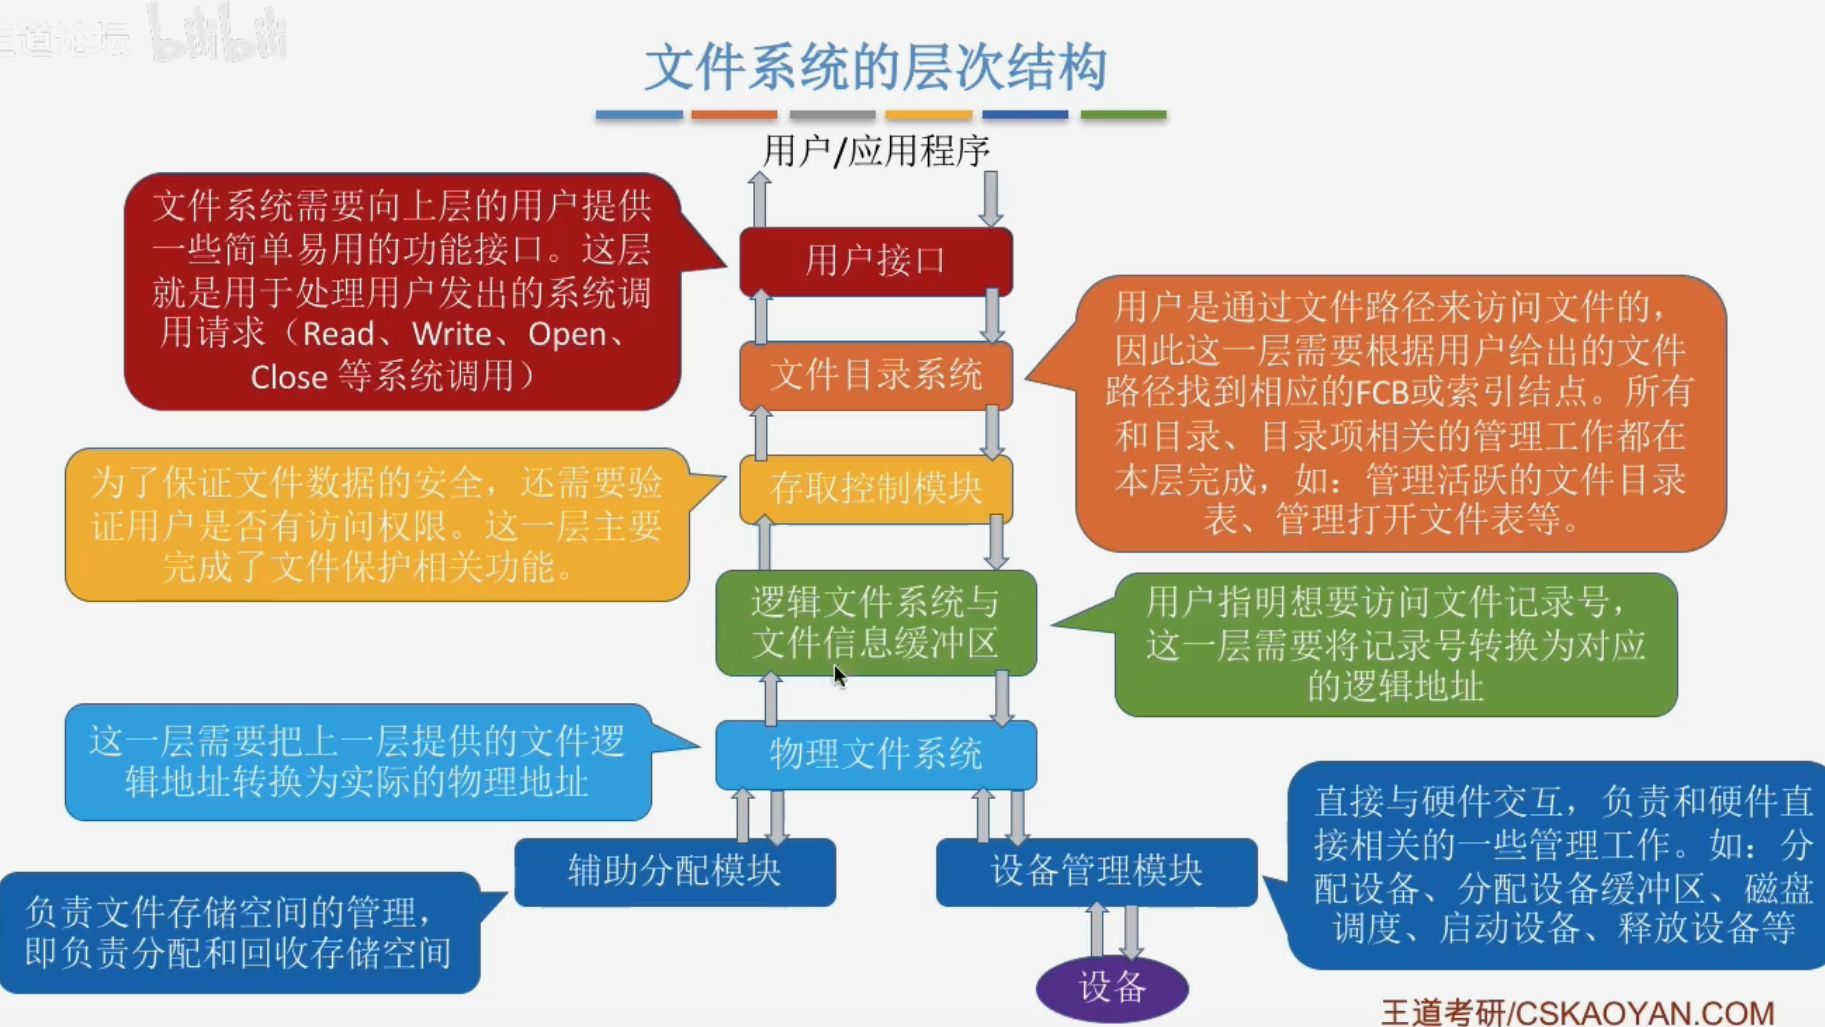 王道论坛 bilibili
文件系统的层次结构
用户/应用程序
文件系统需要向上层的用户提供
一些简单易用的功能接口。这层
就是用于处理用户发出的系统调
用请求（Read、Write、Open、
Close 等系统调用）
用户接口
用户是通过文件路径来访问文件的，
因此这一层需要根据用户给出的文件
路径找到相应的FCB或索引结点。所有
和目录、目录项相关的管理工作都在
本层完成，如：管理活跃的文件目录
表、管理打开文件表等。
文件目录系统
为了保证文件数据的安全，还需要验
证用户是否有访问权限。这一层主要
完成了文件保护相关功能。
存取控制模块
逻辑文件系统与
文件信息缓冲区
用户指明想要访问文件记录号，
这一层需要将记录号转换为对应
的逻辑地址
这一层需要把上一层提供的文件逻
辑地址转换为实际的物理地址
物理文件系统
辅助分配模块
设备管理模块
直接与硬件交互，负责和硬件直
接相关的一些管理工作。如：分
配设备、分配设备缓冲区、磁盘
调度、启动设备、释放设备等
负责文件存储空间的管理，
即负责分配和回收存储空间
设备
王道考研/CSKAOYAN.COM